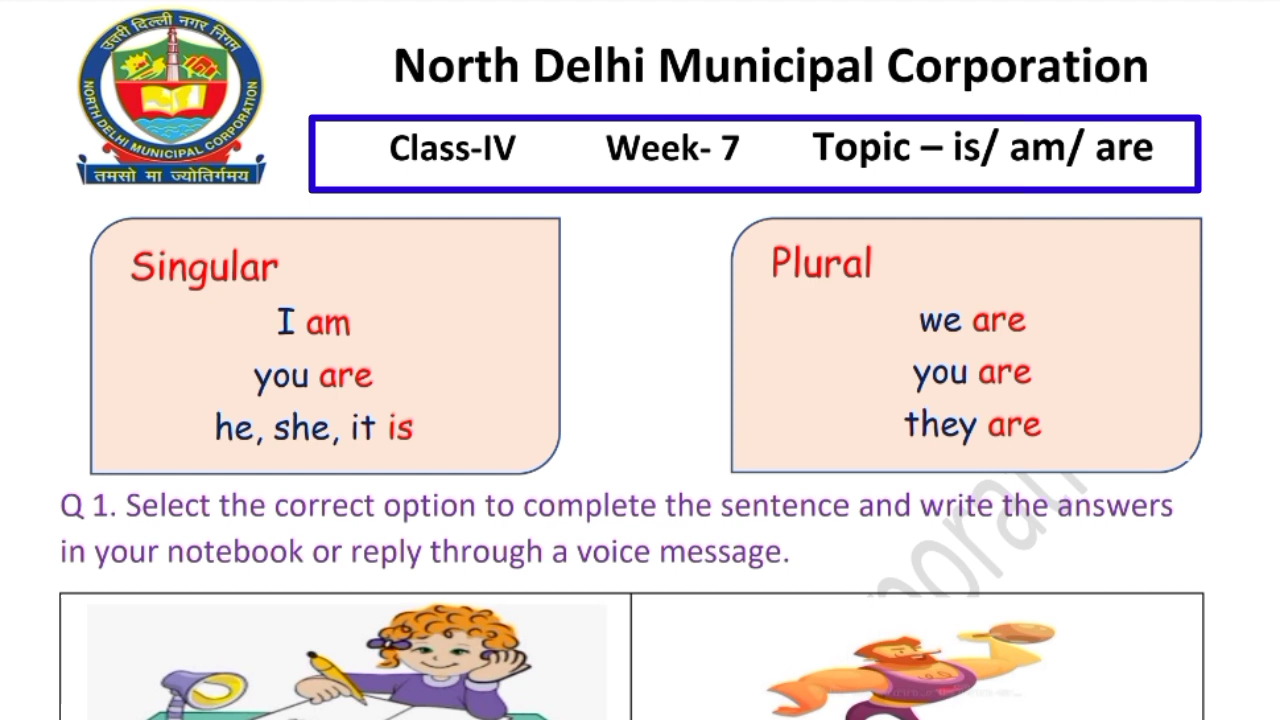 उत्तरी दिल्ली नगर निगम
NORTH DELHI MUNICIPAL CORPORATION
तमसो मा ज्योतिर्गमय
North Delhi Municipal Corporation
Class-IV Week- 7 Topic – is/ am/ are
Singular
I am
you are
he, she, it is
Plural
we are
you are
they are
Q 1. Select the correct option to complete the sentence and write the answers
in your notebook or reply through a voice message.